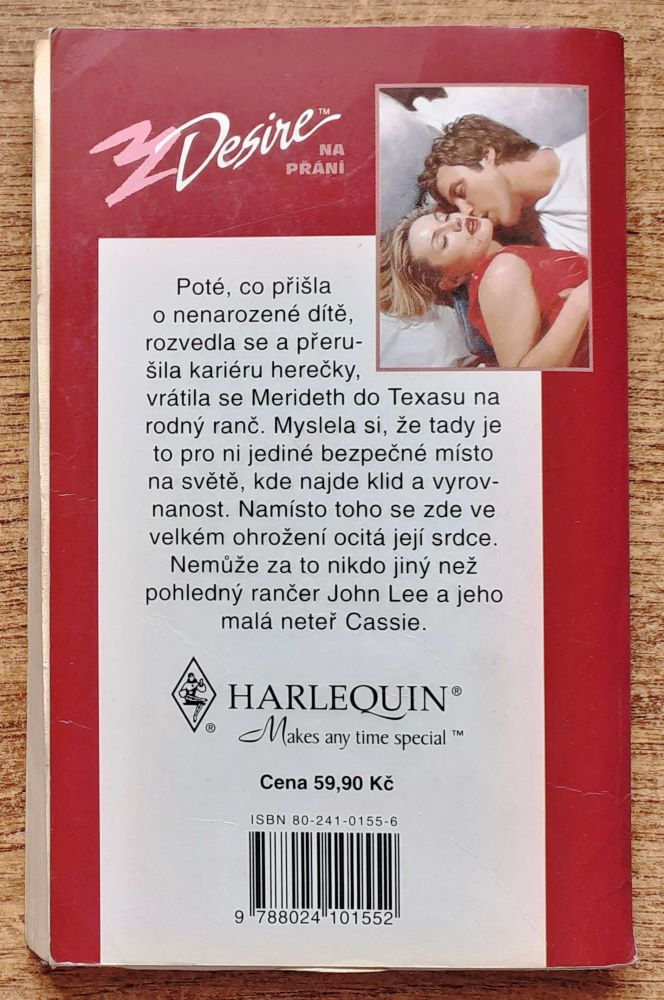 3 Desire™
NA
PŘÁNÍ
Poté, co přišla
o nenarozené dítě,
rozvedla se a přeru-
šila kariéru herečky,
vrátila se Merideth do Texasu na
rodný ranč. Myslela si, že tady je
to pro ni jediné bezpečné místo
na světě, kde najde klid a vyrov-
nanost. Namísto toho se zde ve
velkém ohrožení ocitá její srdce.
Nemůže za to nikdo jiný než
pohledný rančer John Lee a jeho
malá neteř Cassie.
® HARLEQUIN®
Makes any time special™
Cena 59,90 Kč
ISBN 80-241-0155-6
9 788024 101552